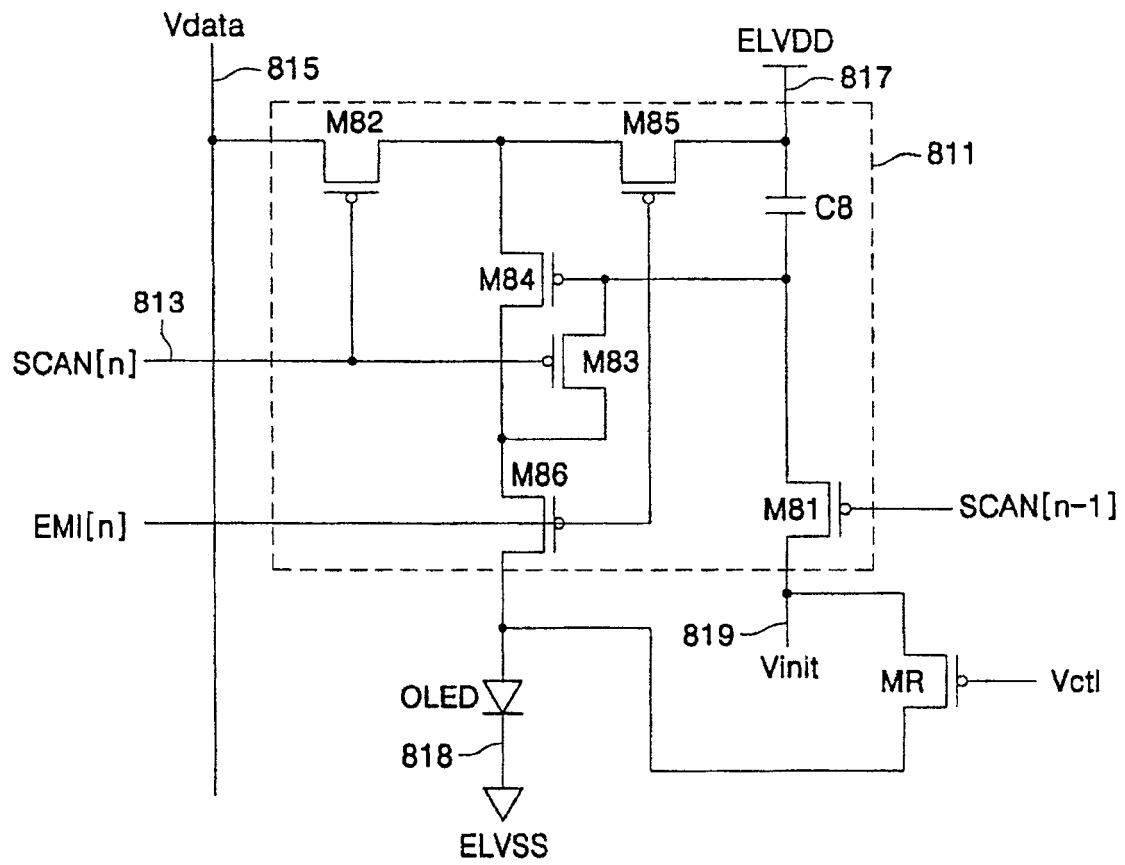 Vdata
ELVDD
815
817
M82
M85
811
C8
M84
813
SCAN[n]
M83
M86
M81
SCAN[n-1]
EMI[n]
819
Vinit
MR
Vctl
OLED
818
ELVSS